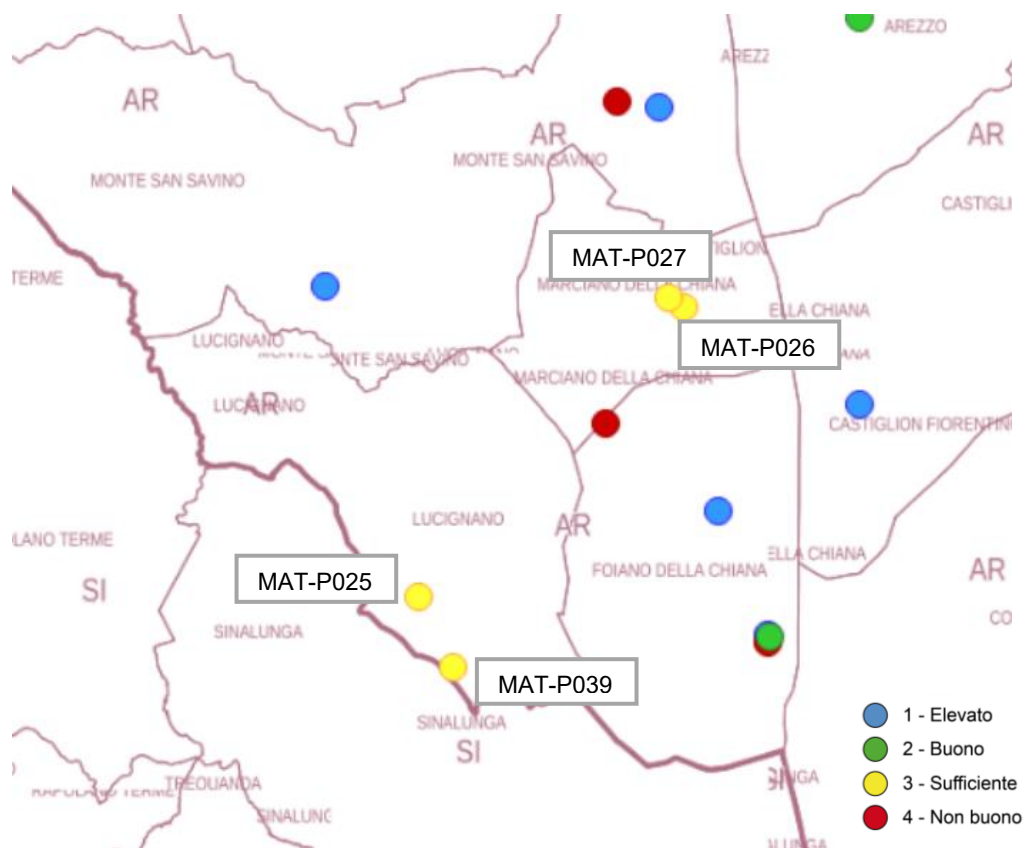 AREZZO
AREZZ
AR
AR
AR
MONTE SAN SAVINO
MONTE SAN SAVINO
CASTIGLI
TIGLION
MAT-P027
TERME
MARCIANO DELLA CHIANA
ELLA CHIANA
LUCIGNANO
MAT-P026
NTE SAN SAVINO
MARCIANO DELLA CHIANA
LUCIGNANO
AR
CASTIGLION FIORENTIN
LUCIGNANO
AR
LANO TERME
ELLA CHIANA
FOIANO DELLA CHIANA
AR
MAT-P025
SI
CO
SINALUNGA
MAT-P039
SINALUNGA
SI
1 - Elevato
2 - Buono
3 - Sufficiente
4 - Non buono
TREQUANDA
RAPOLANO TERME
SINALUNG